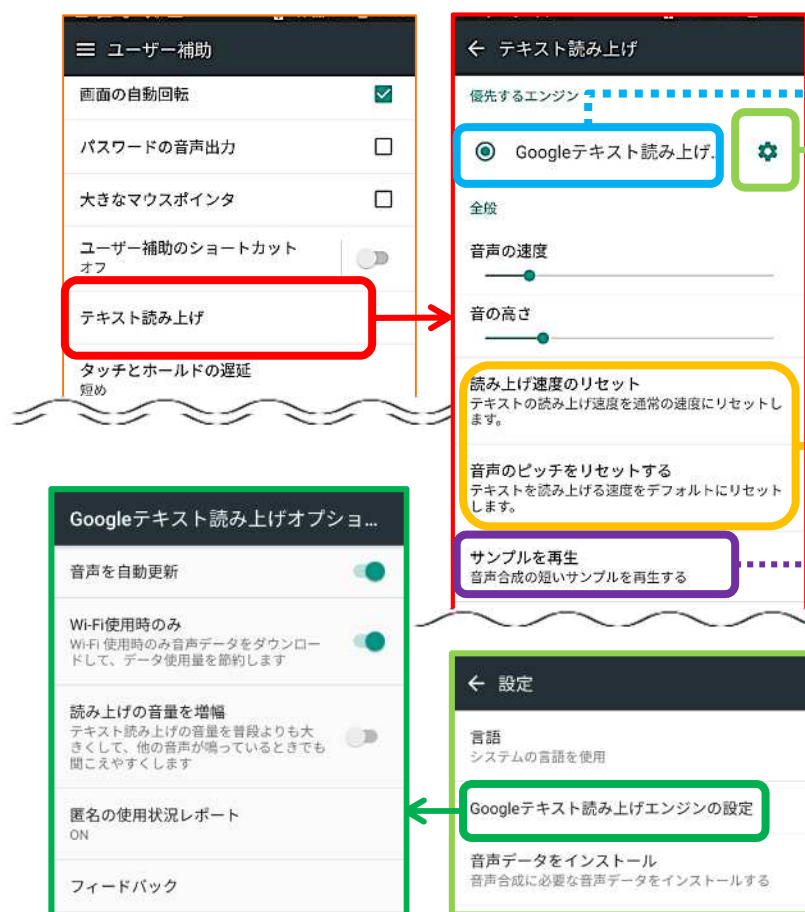 ユーザー補助
画面の自動回転
パスワードの音声出力
大きなマウスポインタ
ユーザー補助のショートカット
オフ
テキスト読み上げ
タッチとホールドの遅延
短め
テキスト読み上げ
優先するエンジン
Googleテキスト読み上げ.
全般
音声の速度
音の高さ
読み上げ速度のリセット
テキストの読み上げ速度を通常の速度にリセットし
ます。
音声のピッチをリセットする
テキストを読み上げる速度をデフォルトにリセット
します。
サンプルを再生
音声合成の短いサンプルを再生する
Googleテキスト読み上げオプショ...
音声を自動更新
Wi-Fi使用時のみ
Wi-Fi 使用時のみ音声データをダウンロー
ドして、データ使用量を節約します
読み上げの音量を増幅
テキスト読み上げの音量を普段よりも大
きくして、他の音声が鳴っているときでも
聞こえやすくします
匿名の使用状況レポート
ON
フィードバック
設定
言語
システムの言語を使用
Googleテキスト読み上げエンジンの設定
音声データをインストール
音声合成に必要な音声データをインストールする